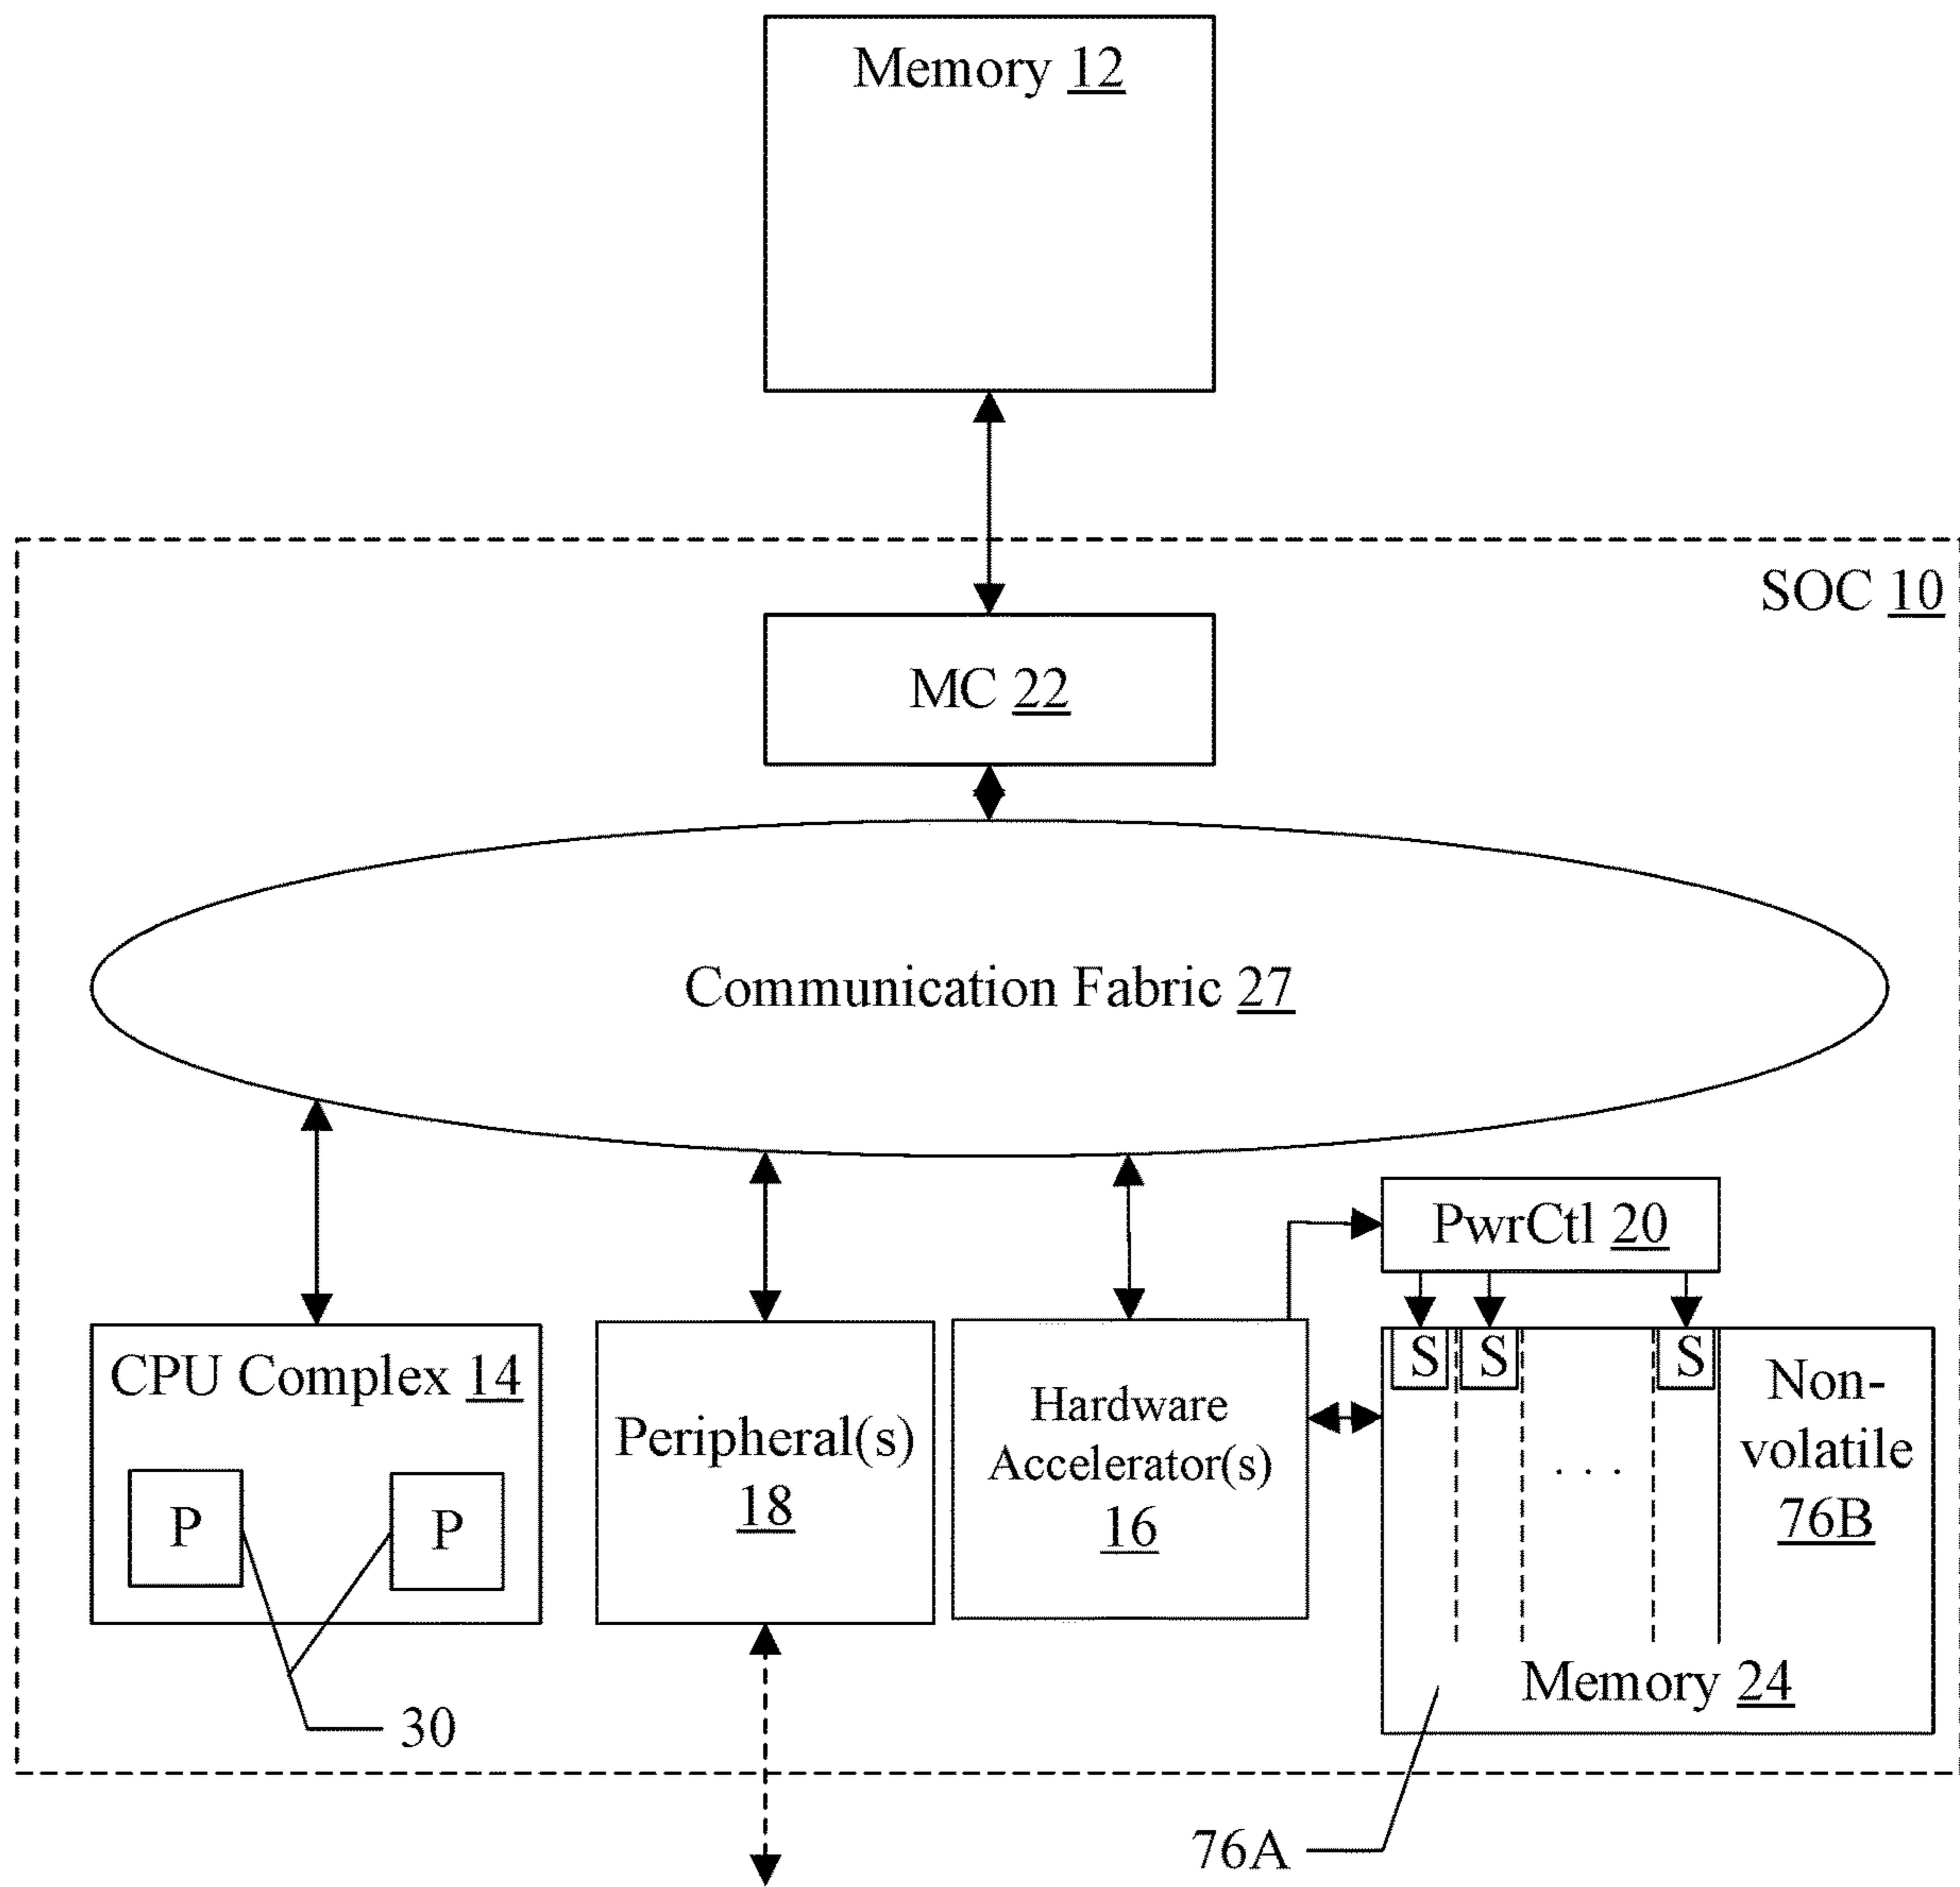 Memory 12
SOC 10
MC 22
Communication Fabric 27
PwrCtl 20
CPU Complex 14
P
P
30
Peripheral(s)
18
Hardware
Accelerator(s)
16
S
S
S
. . .
Non-
volatile
76B
Memory 24
76A